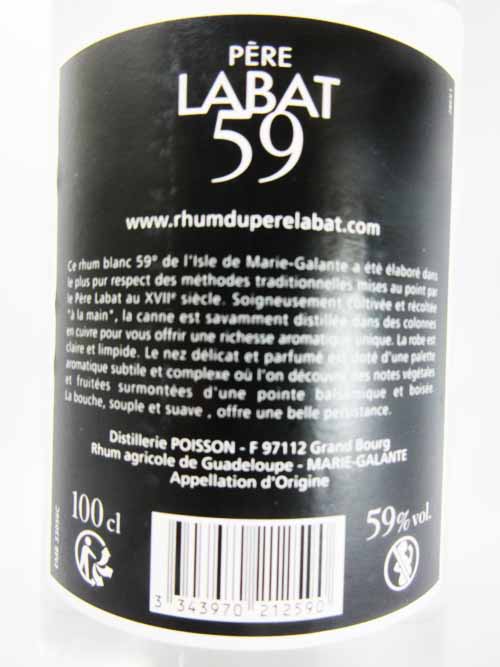 PÈRE
LABAT
59
www.rhumduperelabat.com
Ce rhum blanc 59° de l'Isle de Marie-Galante a été élaboré dans
le plus pur respect des méthodes traditionnelles mises au point par
le Père Labat au XVIIᵉ siècle. Soigneusement cultivée et récoltée
"à la main", la canne est savamment distillée dans des colonnes
en cuivre pour vous offrir une richesse aromatique unique. La robe est
claire et limpide. Le nez délicat et parfumé est doté d'une palette
aromatique subtile et complexe où l'on découvre des notes végétales
et fruitées surmontées d'une pointe balsamique et boisée.
La bouche, souple et suave , offre une belle persistance.
Distillerie POISSON - F 97112 Grand Bourg
Rhum agricole de Guadeloupe - MARIE-GALANTE
Appellation d'Origine
100 cl
59% vol.
3 343970 212590